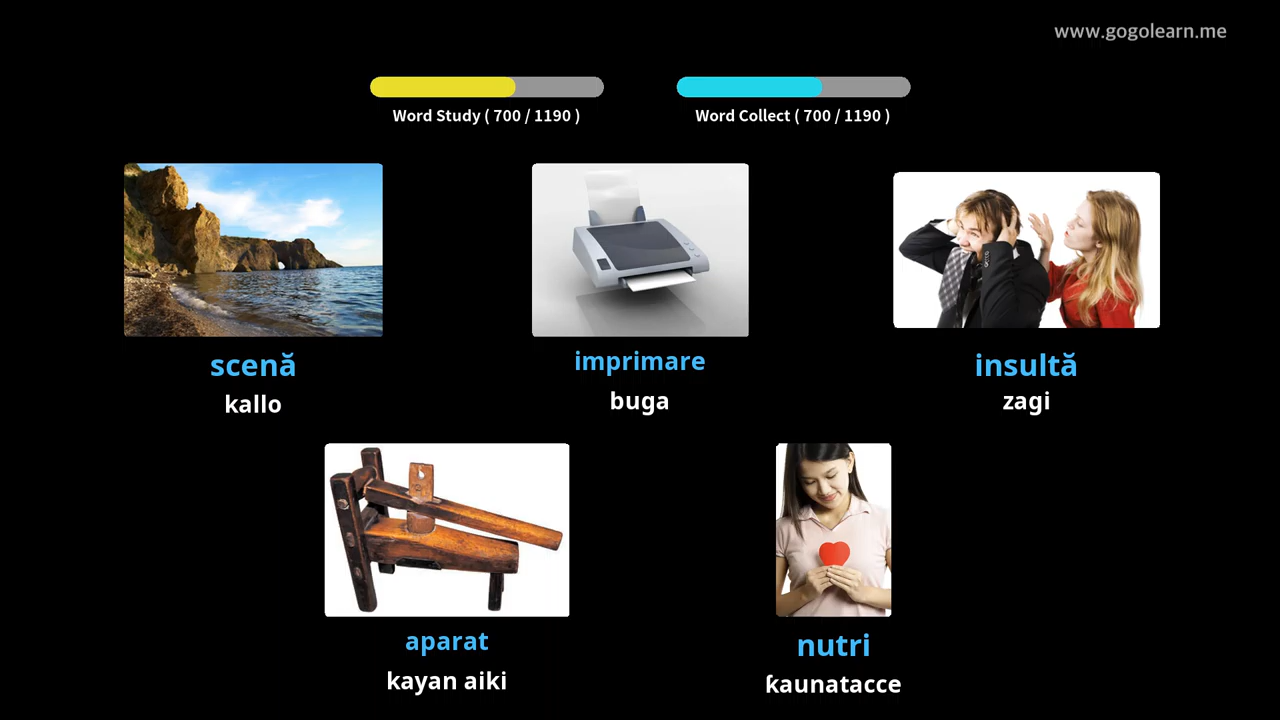 www.gogolearn.me
Word Study ( 700 / 1190 )
Word Collect ( 700 / 1190 )
scenă
imprimare
insultă
kallo
buga
zagi
aparat
nutri
kayan aiki
ƙaunatacce